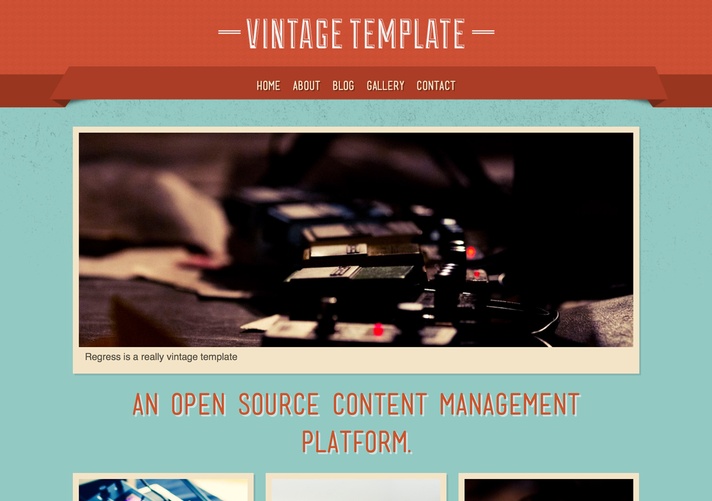 VINTAGE TEMPLATE
HOME ABOUT BLOG GALLERY CONTACT
Regress is a really vintage template
AN OPEN SOURCE CONTENT MANAGEMENT
PLATFORM.